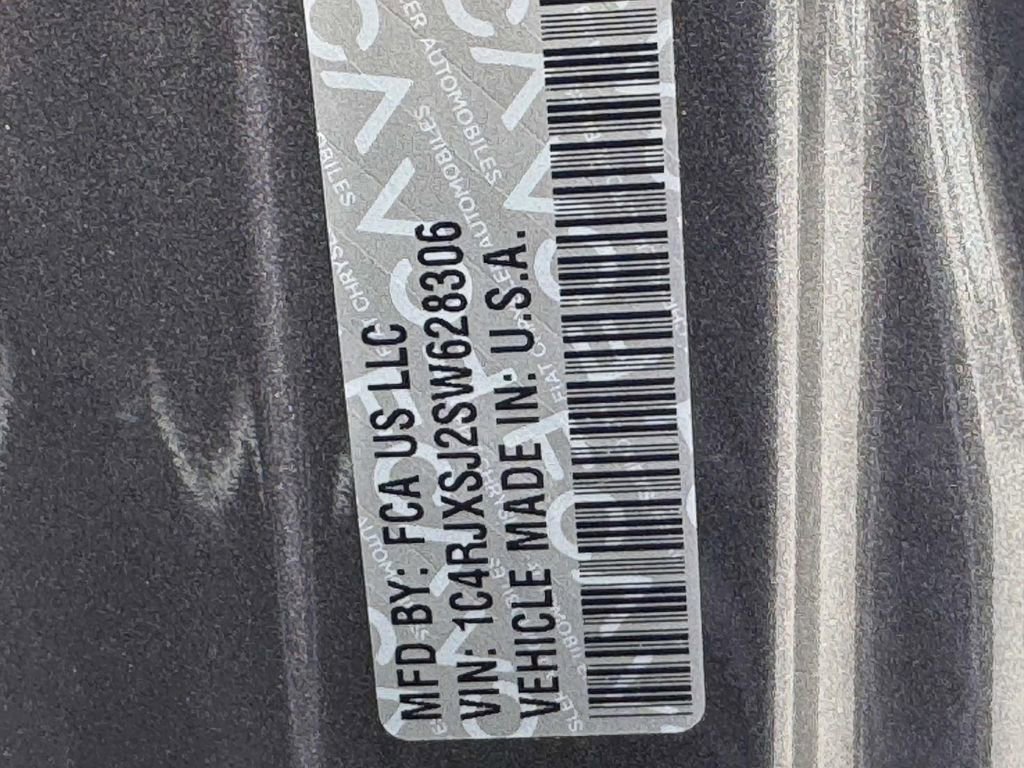 MFD BY: FCA US LLC
VIN: 1C4RJXSJ2SW628306
VEHICLE MADE IN: U.S.A.